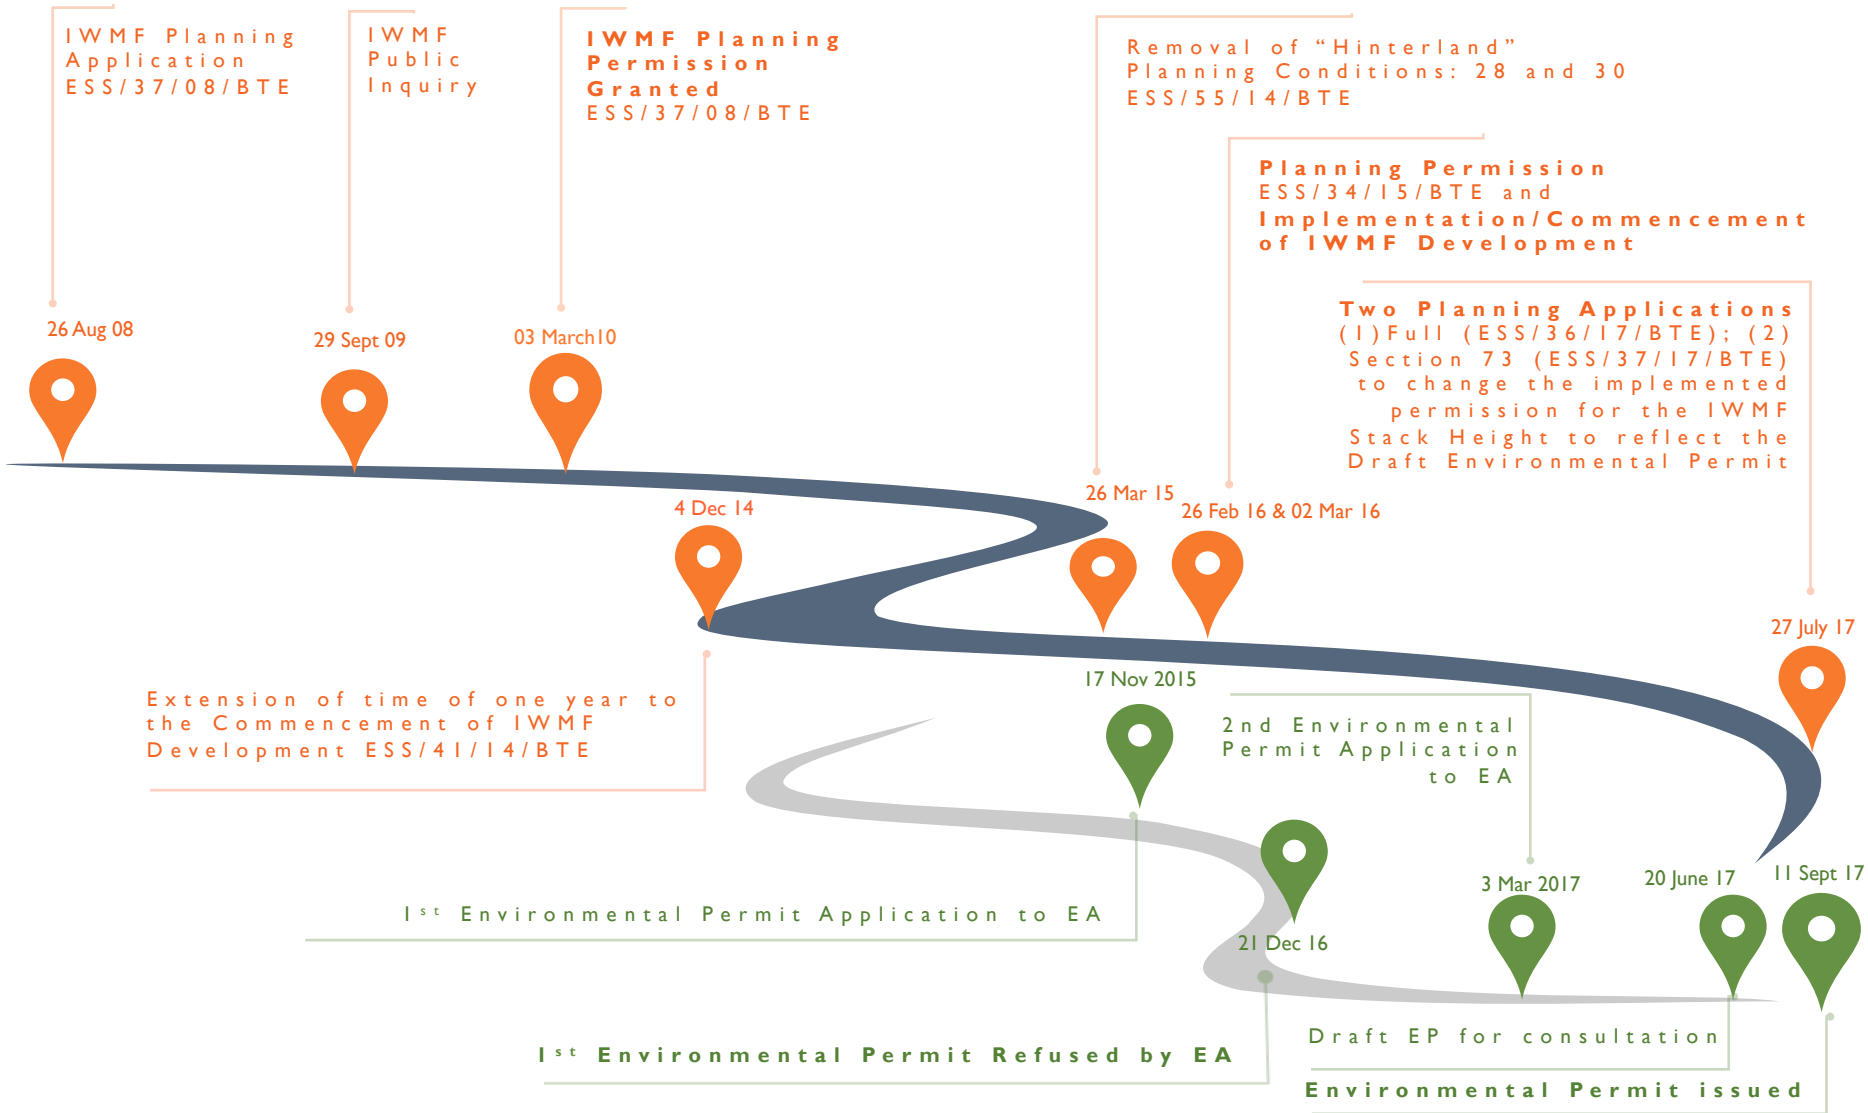 IWMF Planning
Application
ESS/37/08/BTE
IWMF
Public
Inquiry
IWMF Planning
Permission
Granted
ESS/37/08/BTE
Removal of “Hinterland”
Planning Conditions: 28 and 30
ESS/55/14/BTE
Planning Permission
ESS/34/15/BTE and
Implementation/Commencement
of IWMF Development
Two Planning Applications
(1)Full (ESS/36/17/BTE); (2)
Section 73 (ESS/37/17/BTE)
to change the implemented
permission for the IWMF
Stack Height to reflect the
Draft Environmental Permit
26 Aug 08
29 Sept 09
03 March10
4 Dec 14
26 Mar 15
26 Feb 16 & 02 Mar 16
27 July 17
Extension of time of one year to
the Commencement of IWMF
Development ESS/41/14/BTE
17 Nov 2015
2nd Environmental
Permit Application
to EA
1st Environmental Permit Application to EA
21 Dec 16
3 Mar 2017
20 June 17
11 Sept 17
1st Environmental Permit Refused by EA
Draft EP for consultation
Environmental Permit issued